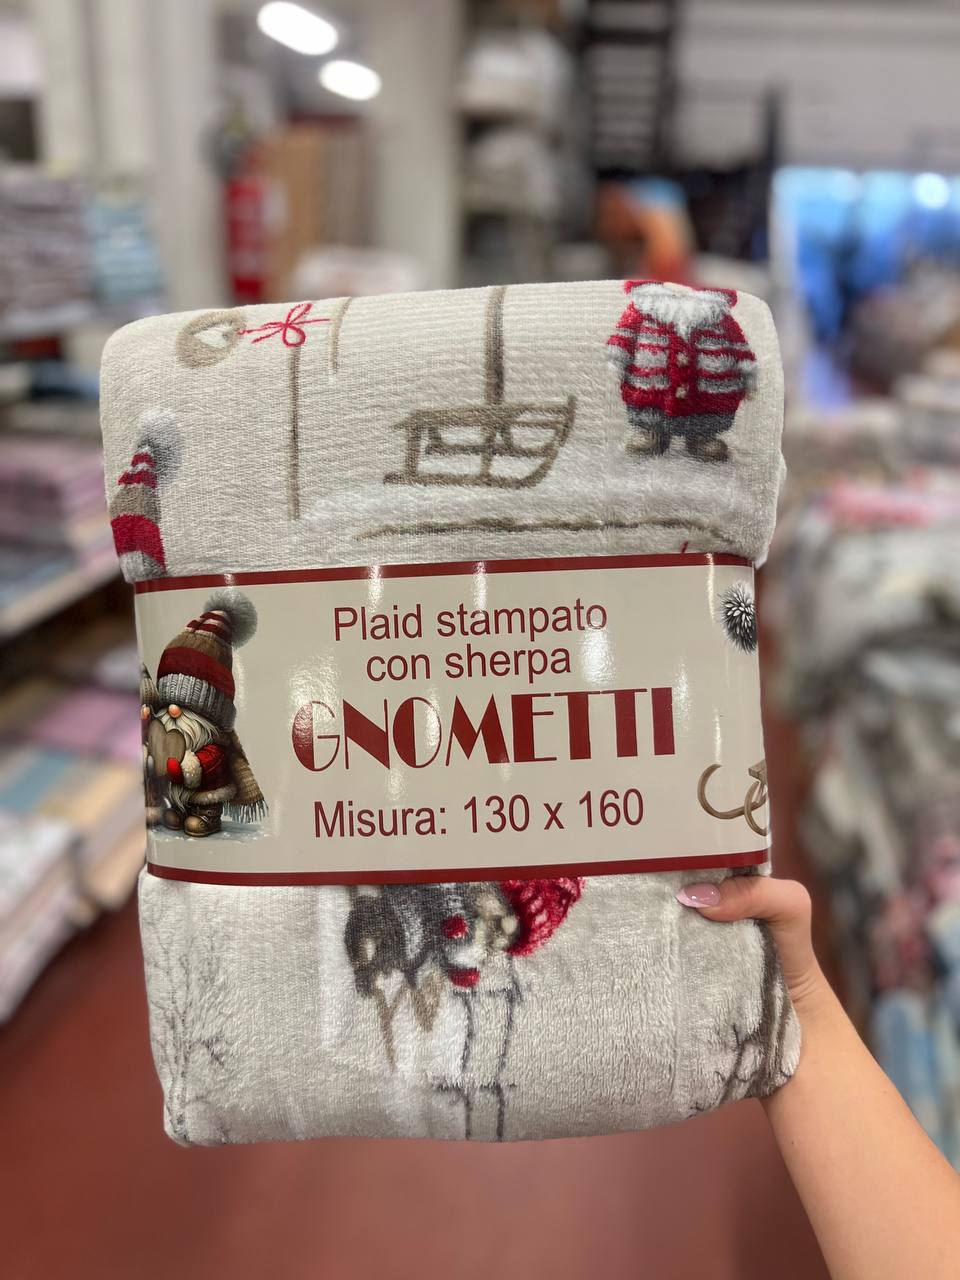 Plaid stampato
con sherpa
GNOMETTI
Misura: 130 x 160